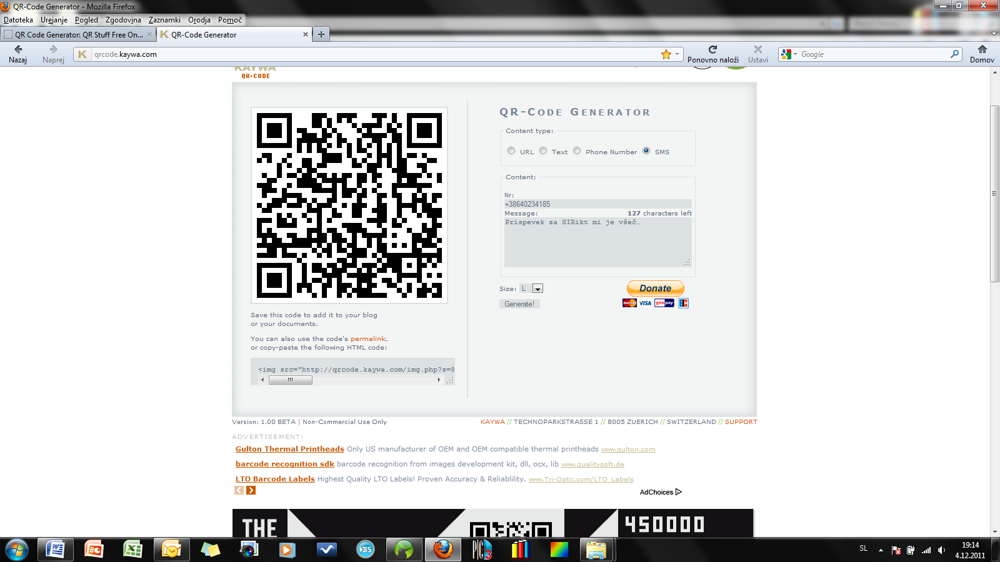 QR-Code Generator - Mozilla Firefox
Datoteka Urejanje Pogled Zgodovina Zaznamki Orodja Pomoč
QR Code Generator: QR Stuff Free On...
QR-Code Generator
Nazaj Naprej
qrcode.kaywa.com
Ponovno naloži Ustavi
Google
Domov
KAYWA
QR-CODE
QR-Code Generator
Content type:
URL Text Phone Number SMS
Content:
Nr:
+38640234185
Message: 127 characters left
Prispevek za SIRikt mi je všeč.
Size: L
Donate
Generate!
VISA giropay
Save this code to add it to your blog
or your documents.
You can also use the code's permalink,
or copy-paste the following HTML code:
<img src="http://qrcode.kaywa.com/img.php?s=8
Version: 1.00 BETA | Non-Commercial Use Only
KAYWA // TECHNOPARKSTRASSE 1 // 8005 ZUERICH // SWITZERLAND // SUPPORT
ADVERTISEMENT:
Gulton Thermal Printheads Only US manufacturer of OEM and OEM compatible thermal printheads www.gulton.com
barcode recognition sdk barcode recognition from images development kit, dll, ocx, lib www.qualitysoft.de
LTO Barcode Labels Highest Quality LTO Labels! Proven Accuracy & Reliablility. www.Tri-Optic.com/LTO_Labels
AdChoices
THE
450000
SL
19:14
4.12.2011